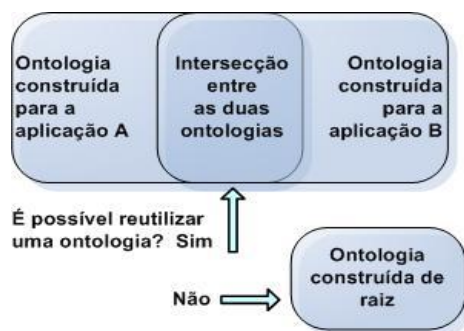 Ontologia
construída
para a
aplicação A
Intersecção
entre
as duas
ontologias
Ontologia
construída
para a
aplicação B
É possível reutilizar
uma ontologia? Sim
Não
Ontologia
construída de
raiz